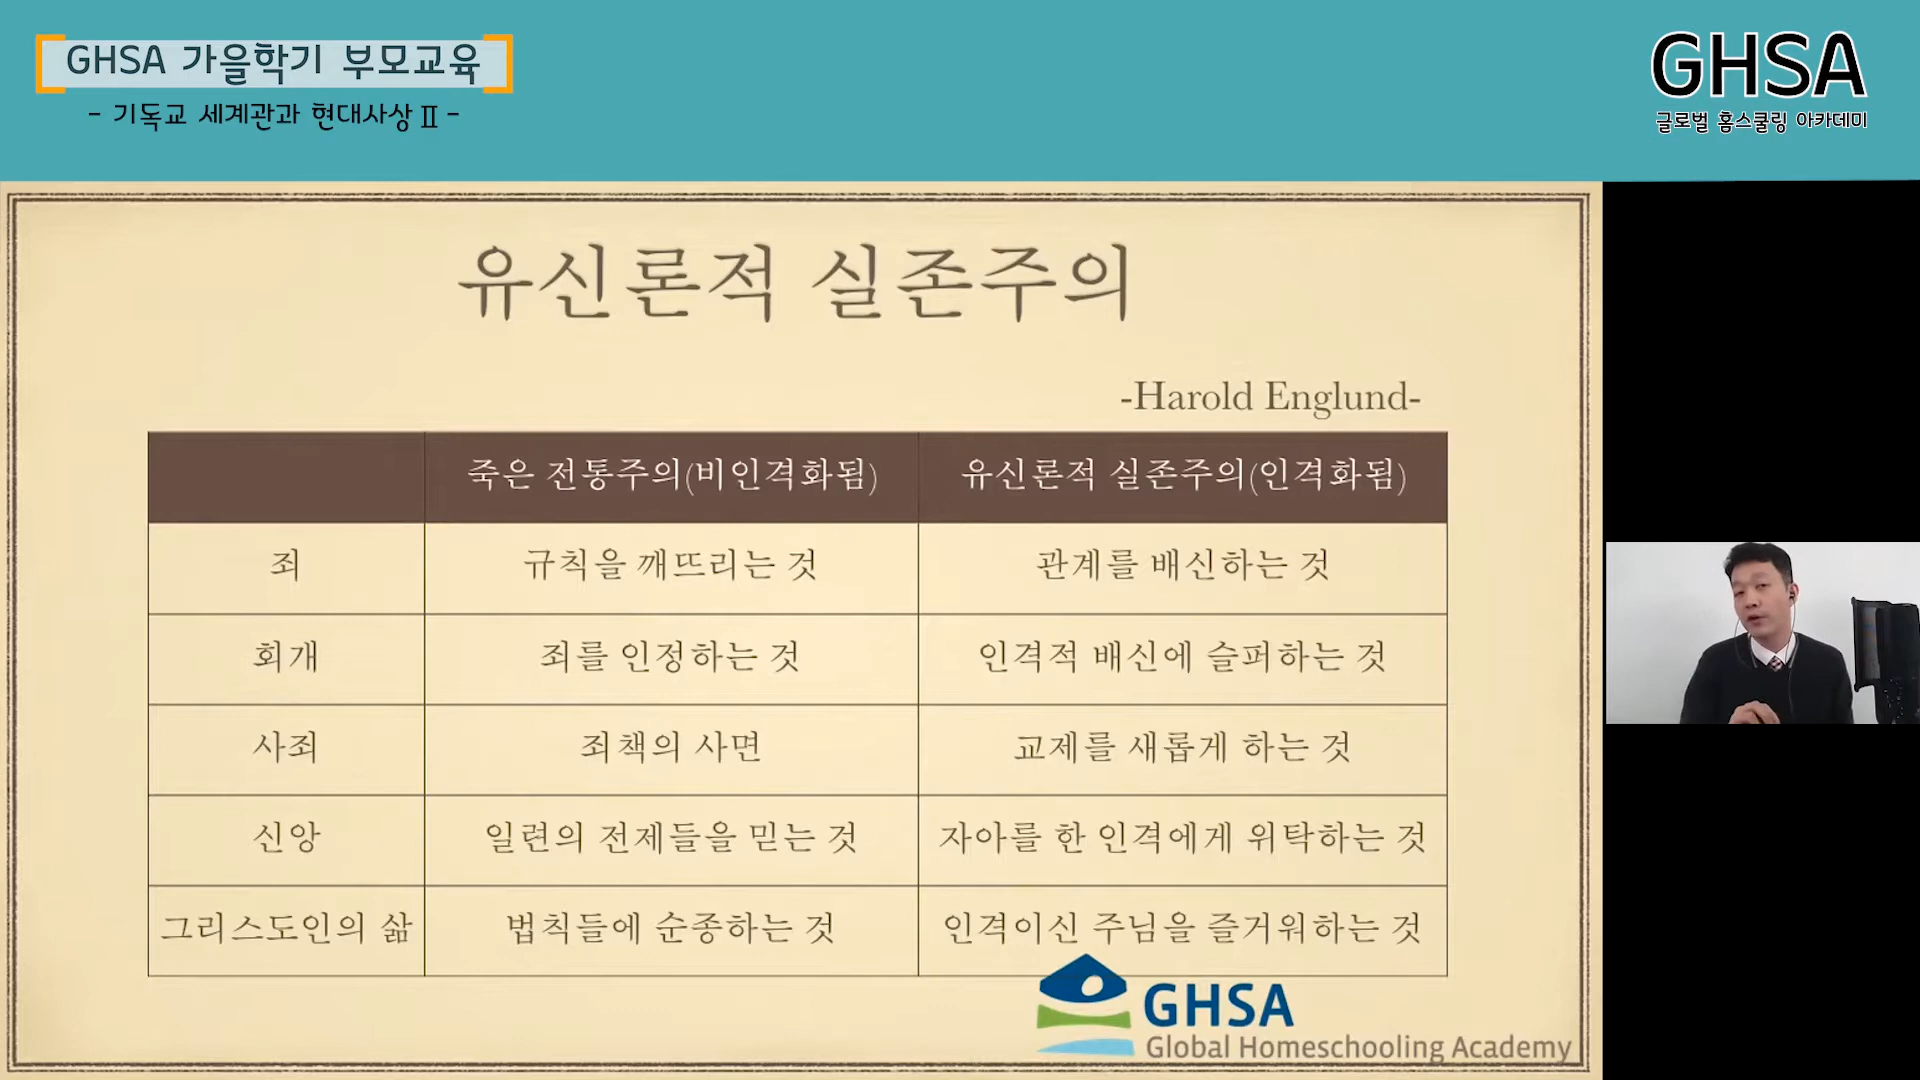 GHSA 가을학기 부모교육
- 기독교 세계관과 현대사상 Ⅱ -
GHSA
글로벌 홈스쿨링 아카데미
유신론적 실존주의
-Harold Englund-
죽은 전통주의(비인격화됨) 유신론적 실존주의(인격화됨)
죄 규칙을 깨뜨리는 것 관계를 배신하는 것
회개 죄를 인정하는 것 인격적 배신에 슬퍼하는 것
사죄 죄책의 사면 교제를 새롭게 하는 것
신앙 일련의 전제들을 믿는 것 자아를 한 인격에게 위탁하는 것
그리스도인의 삶 법칙들에 순종하는 것 인격이신 주님을 즐거워하는 것
GHSA
Global Homeschooling Academy